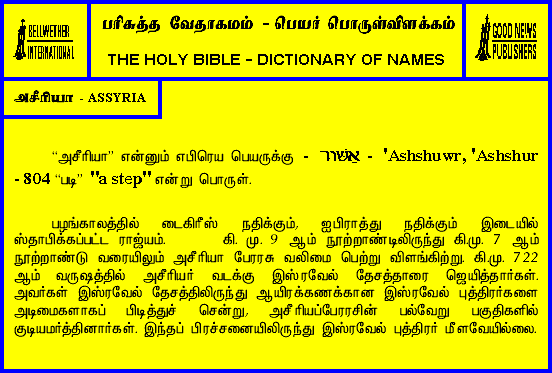 BELLWETHER
INTERNATIONAL
பரிசுத்த வேதாகமம் - பெயர் பொருள்விளக்கம்
THE HOLY BIBLE - DICTIONARY OF NAMES
GOOD NEWS
PUBLISHERS
அசீரியா - ASSYRIA
“அசீரியா” என்னும் எபிரெய பெயருக்கு - אַשּׁוּר - 'Ashshuwr, 'Ashshur
- 804 “படி” "a step" என்று பொருள்.
பழங்காலத்தில் டைகிரீஸ் நதிக்கும், ஐபிராத்து நதிக்கும் இடையில்
ஸ்தாபிக்கப்பட்ட ராஜ்யம். கி. மு. 9 ஆம் நூற்றாண்டிலிருந்து கி.மு. 7 ஆம்
நூற்றாண்டு வரையிலும் அசீரியா பேரரசு வலிமை பெற்று விளங்கிற்று. கி.மு. 722
ஆம் வருஷத்தில் அசீரியர் வடக்கு இஸ்ரவேல் தேசத்தாரை ஜெயித்தார்கள்.
அவர்கள் இஸ்ரவேல் தேசத்திலிருந்து ஆயிரக்கணக்கான இஸ்ரவேல் புத்திரர்களை
அடிமைகளாகப் பிடித்துச் சென்று, அசீரியப்பேரரசின் பல்வேறு பகுதிகளில்
குடியமர்த்தினார்கள். இந்தப் பிரச்சனையிலிருந்து இஸ்ரவேல் புத்திரர் மீளவேயில்லை.